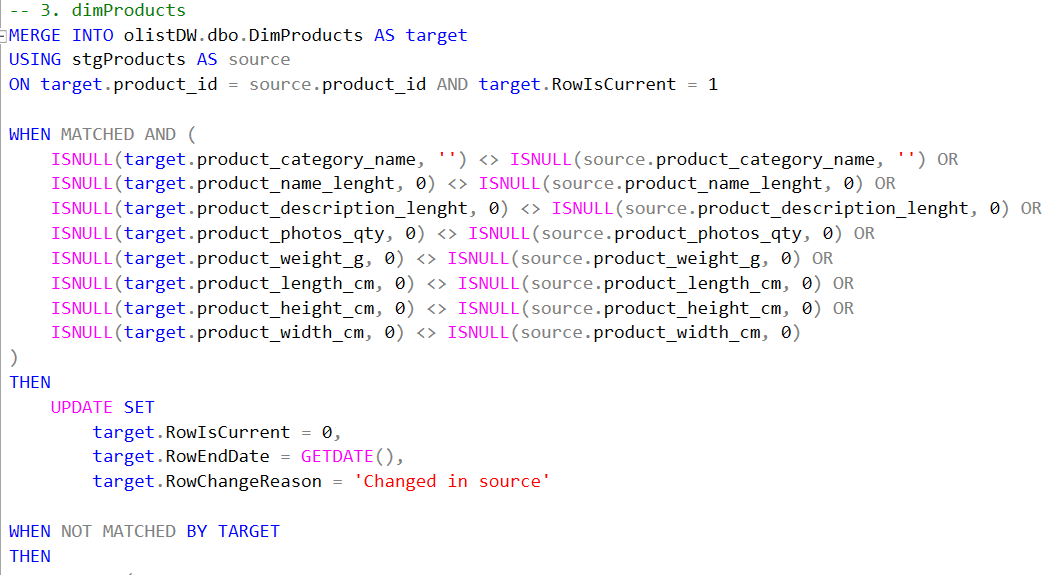 -- 3. dimProducts
MERGE INTO olistDW.dbo.DimProducts AS target
USING stgProducts AS source
ON target.product_id = source.product_id AND target.RowIsCurrent = 1
WHEN MATCHED AND (
ISNULL(target.product_category_name, '') <> ISNULL(source.product_category_name, '') OR
ISNULL(target.product_name_lenght, 0) <> ISNULL(source.product_name_lenght, 0) OR
ISNULL(target.product_description_lenght, 0) <> ISNULL(source.product_description_lenght, 0) OR
ISNULL(target.product_photos_qty, 0) <> ISNULL(source.product_photos_qty, 0) OR
ISNULL(target.product_weight_g, 0) <> ISNULL(source.product_weight_g, 0) OR
ISNULL(target.product_length_cm, 0) <> ISNULL(source.product_length_cm, 0) OR
ISNULL(target.product_height_cm, 0) <> ISNULL(source.product_height_cm, 0) OR
ISNULL(target.product_width_cm, 0) <> ISNULL(source.product_width_cm, 0)
)
THEN
UPDATE SET
target.RowIsCurrent = 0,
target.RowEndDate = GETDATE(),
target.RowChangeReason = 'Changed in source'
WHEN NOT MATCHED BY TARGET
THEN